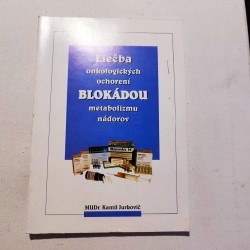 Liečba
onkologických
ochorení
BLOKÁDOU
metabolizmu
nádorov
MUDr. Kamil Jurkovič